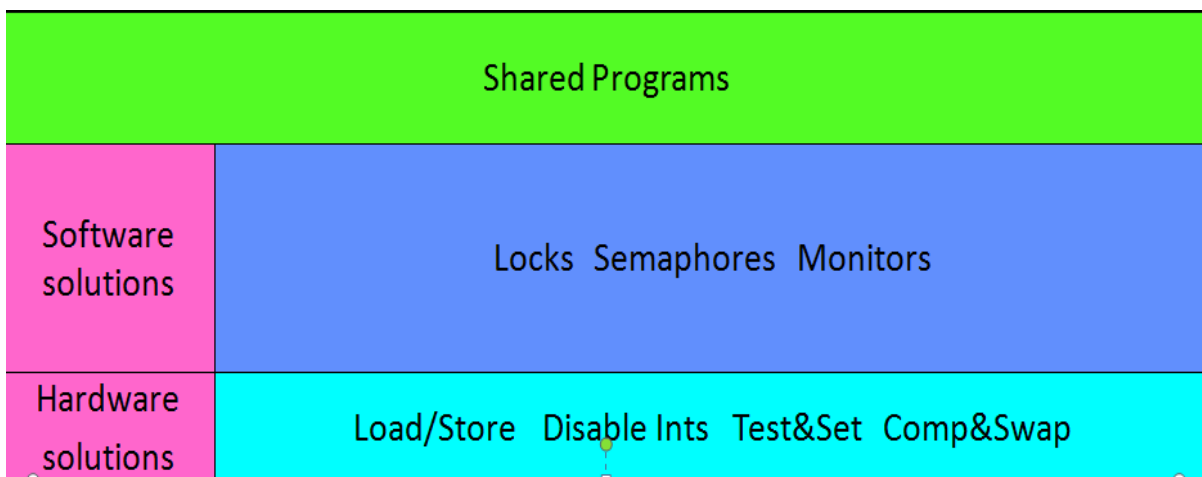 Shared Programs
Software
solutions
Locks Semaphores Monitors
Hardware
solutions
Load/Store Disable Ints Test&Set Comp&Swap